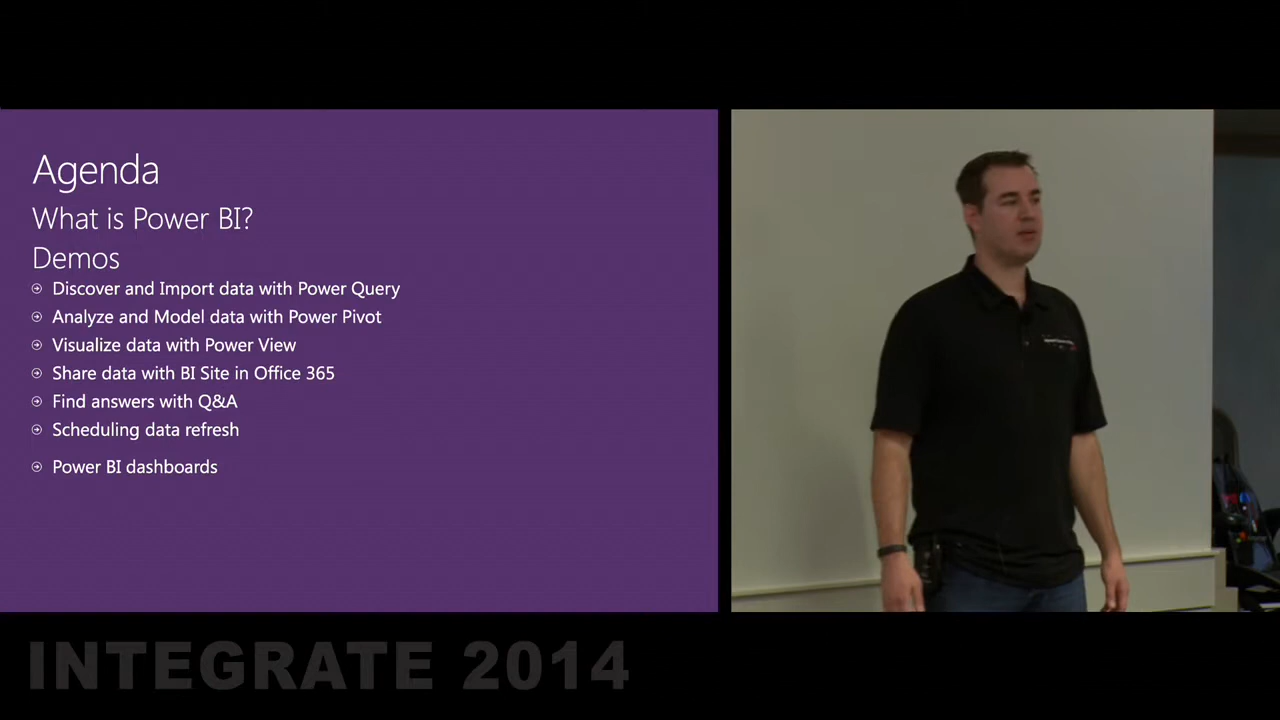 Agenda
What is Power BI?
Demos
Discover and Import data with Power Query
Analyze and Model data with Power Pivot
Visualize data with Power View
Share data with BI Site in Office 365
Find answers with Q&A
Scheduling data refresh
Power BI dashboards
INTEGRATE 2014